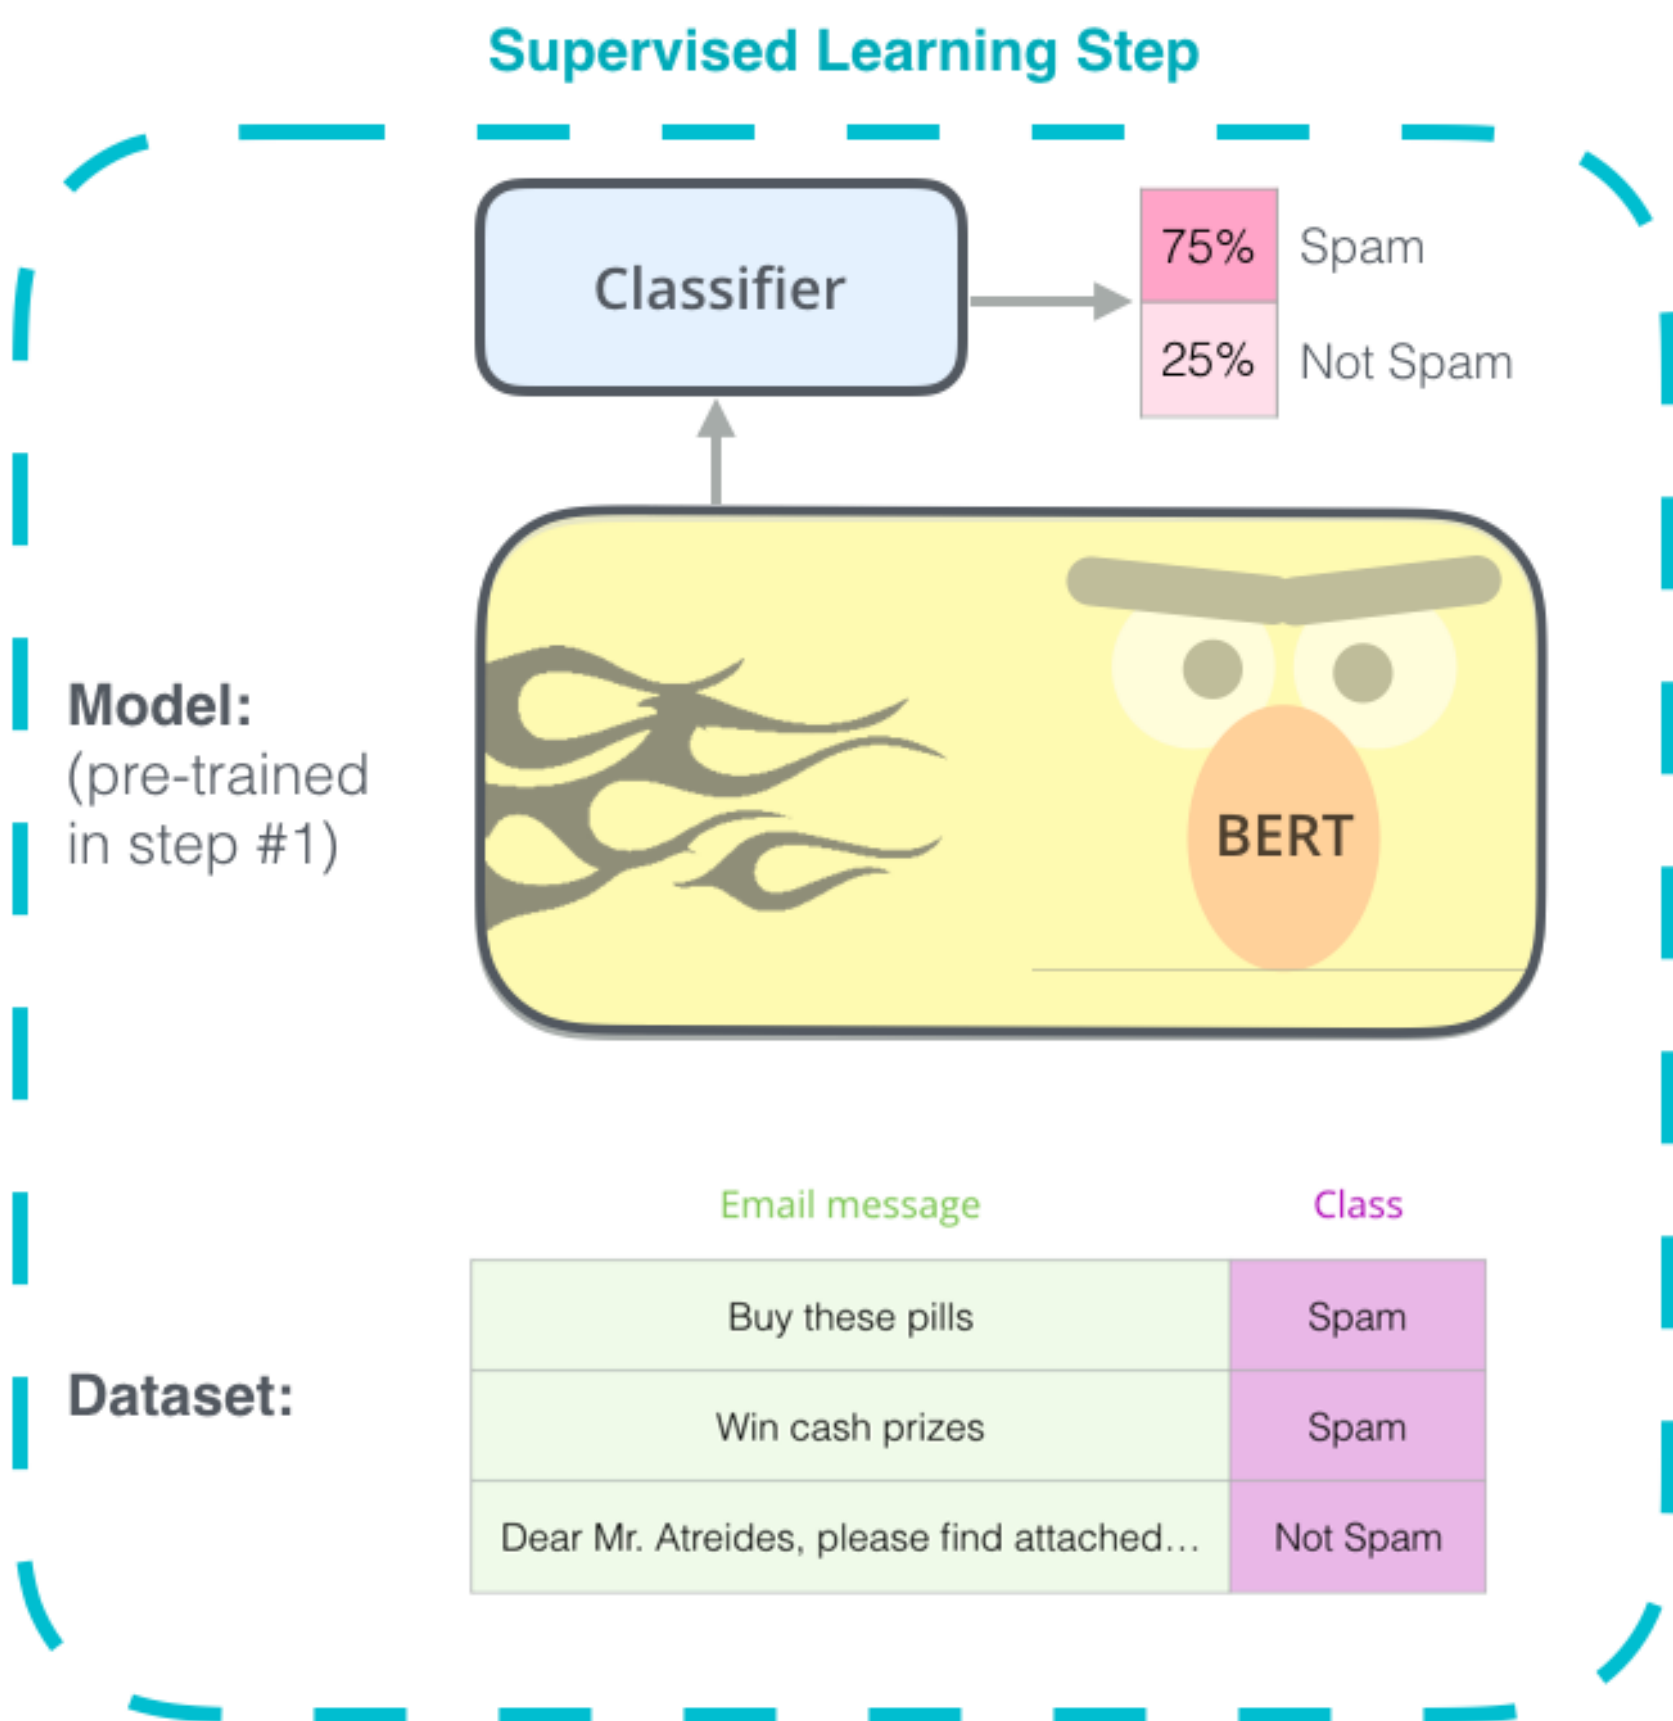 Supervised Learning Step
Classifier
75% Spam
25% Not Spam
Model:
(pre-trained
in step #1)
BERT
Email message Class
Buy these pills Spam
Dataset:
Win cash prizes Spam
Dear Mr. Atreides, please find attached... Not Spam